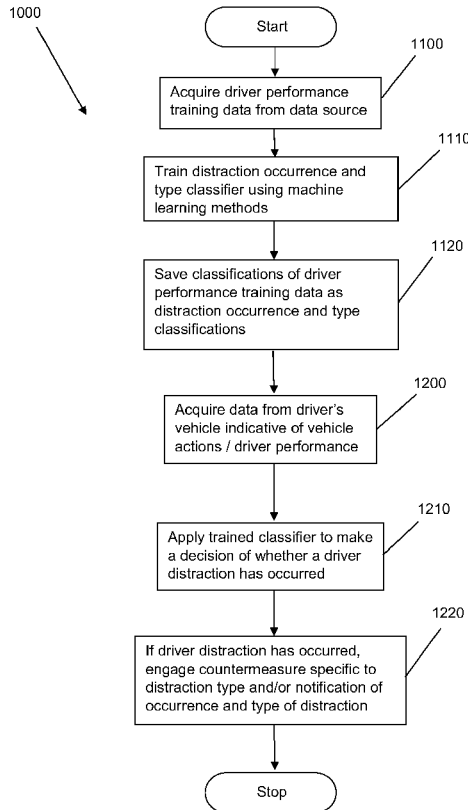 1000
Start
1100
Acquire driver performance
training data from data source
1110
Train distraction occurrence and
type classifier using machine
learning methods
1120
Save classifications of driver
performance training data as
distraction occurrence and type
classifications
1200
Acquire data from driver's
vehicle indicative of vehicle
actions / driver performance
1210
Apply trained classifier to make
a decision of whether a driver
distraction has occurred
1220
If driver distraction has occurred,
engage countermeasure specific to
distraction type and/or notification of
occurrence and type of distraction
Stop